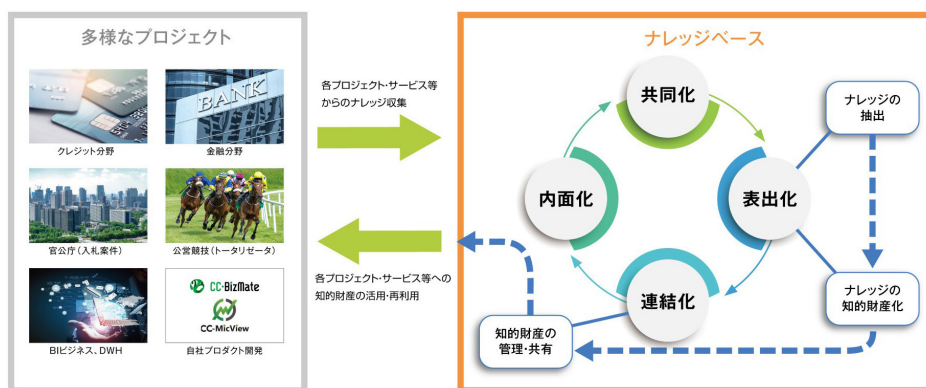 多様なプロジェクト
BANK
クレジット分野
金融分野
官公庁(入札案件)
公営競技(トータリゼータ)
CC-BizMate
CC-MicView
BIビジネス、DWH
自社プロダクト開発
各プロジェクト・サービス等
からのナレッジ収集
各プロジェクト・サービス等への
知的財産の活用・再利用
ナレッジベース
共同化
表出化
連結化
内面化
ナレッジの
抽出
ナレッジの
知的財産化
知的財産の
管理・共有